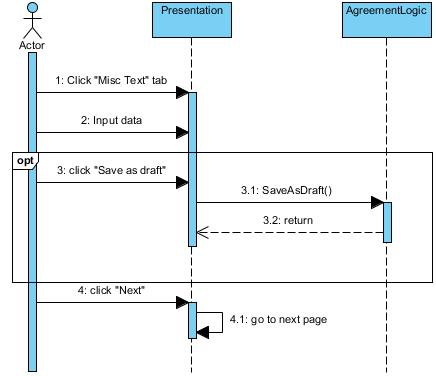 Presentation
AgreementLogic
Actor
1: Click "Misc Text" tab
2: Input data
opt
3: click "Save as draft"
3.1: SaveAsDraft()
3.2: return
4: click "Next"
4.1: go to next page